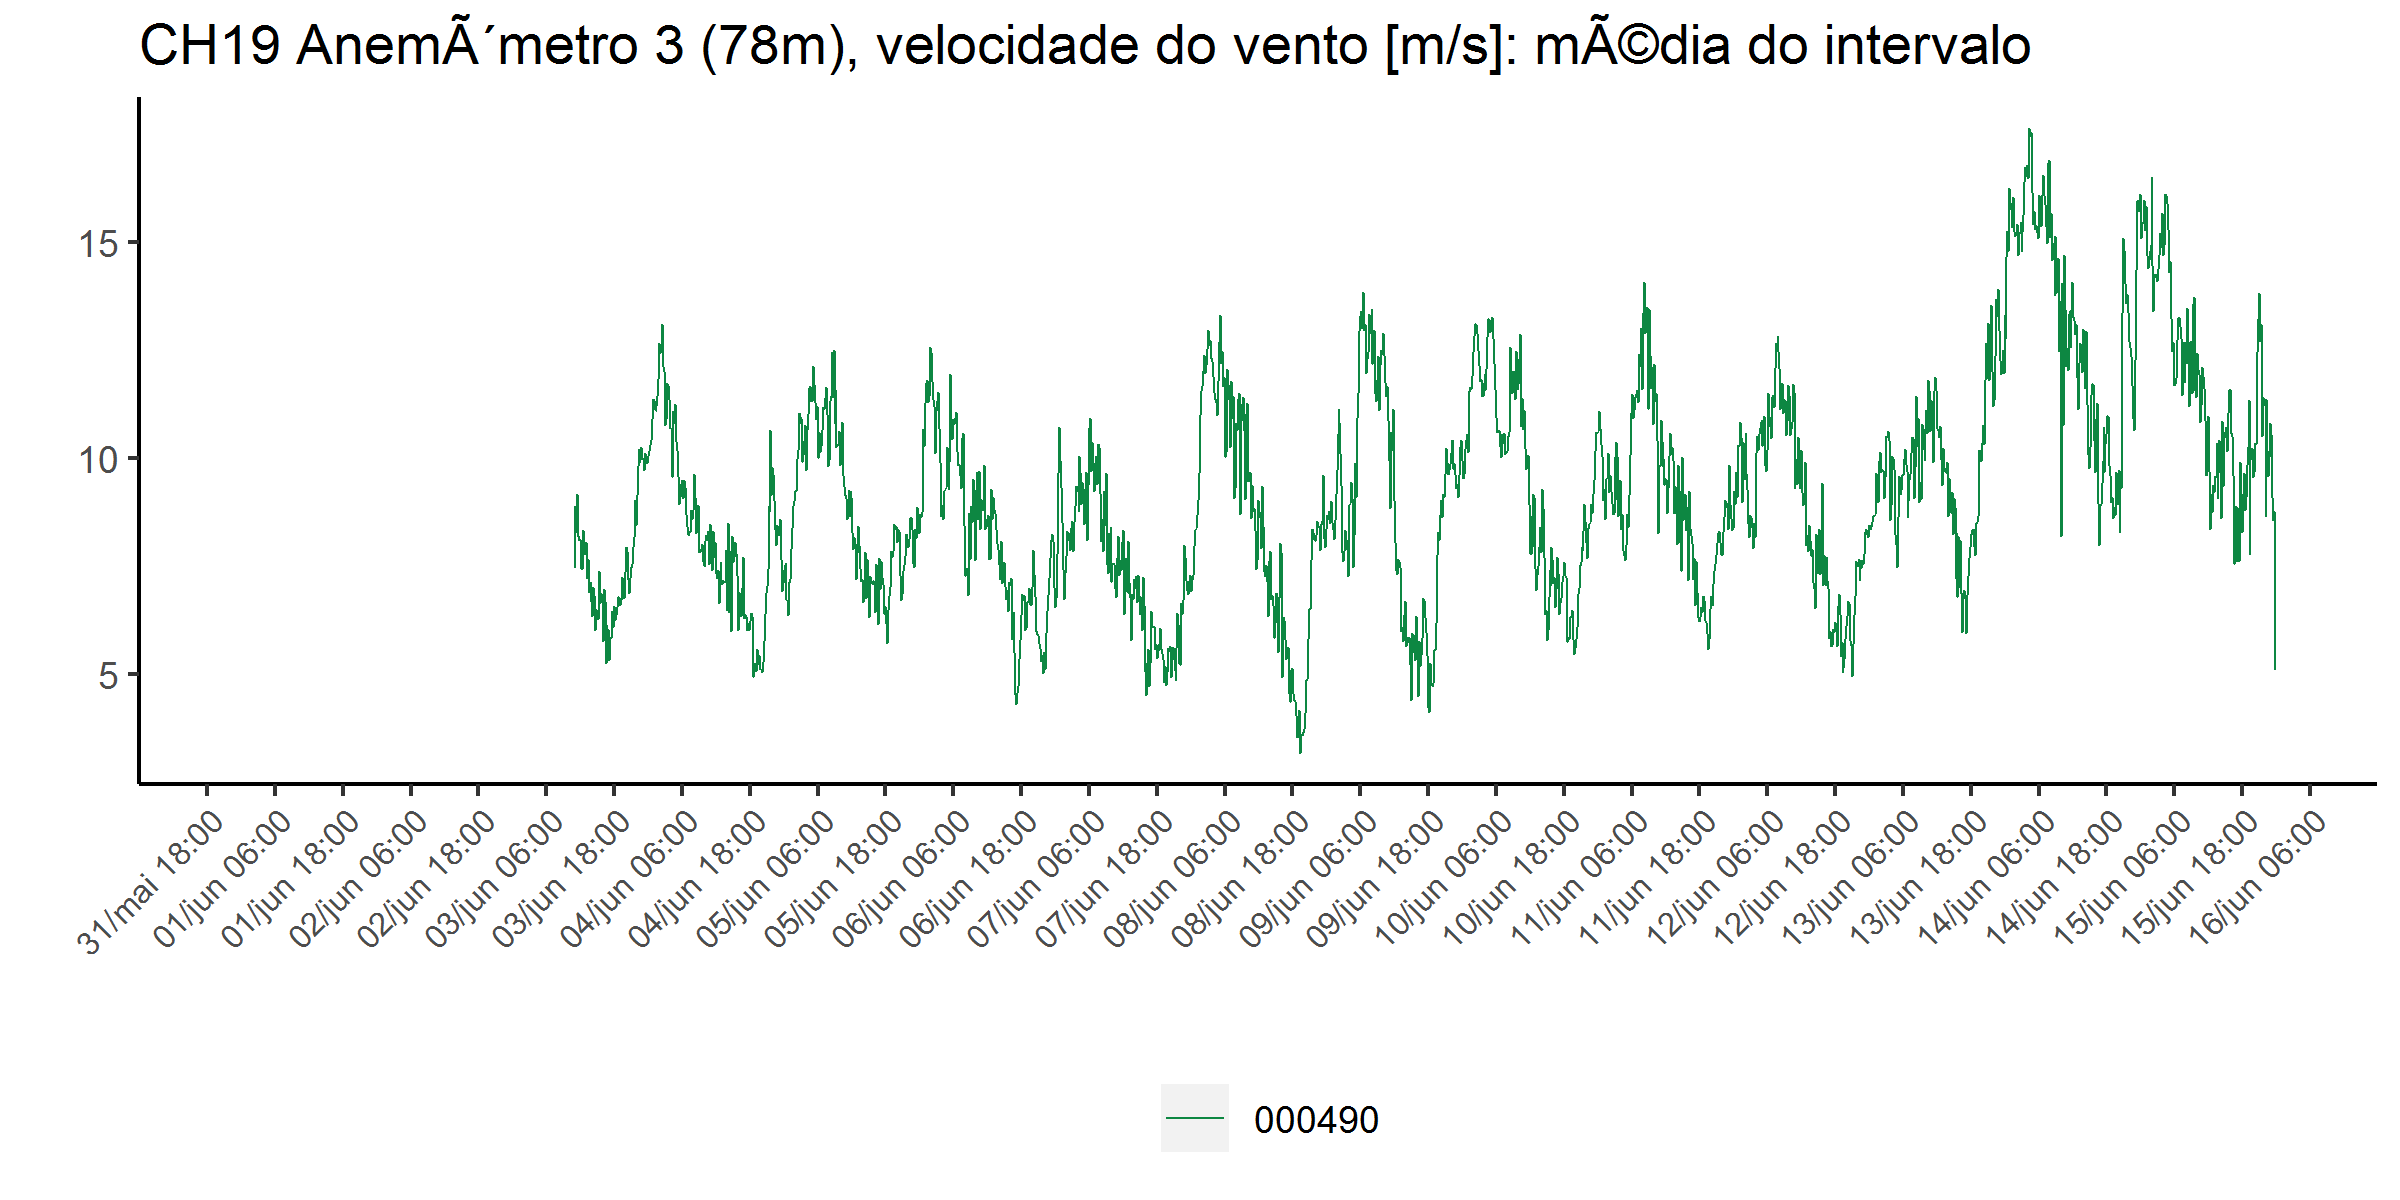 CH19 AnemÃ´metro 3 (78m), velocidade do vento [m/s]: mÃ©dia do intervalo
15
10
5
31/mai 18:00
01/jun 06:00
01/jun 18:00
02/jun 06:00
02/jun 18:00
03/jun 06:00
03/jun 18:00
04/jun 06:00
04/jun 18:00
05/jun 06:00
05/jun 18:00
06/jun 06:00
06/jun 18:00
07/jun 06:00
07/jun 18:00
08/jun 06:00
08/jun 18:00
09/jun 06:00
09/jun 18:00
10/jun 06:00
10/jun 18:00
11/jun 06:00
11/jun 18:00
12/jun 06:00
12/jun 18:00
13/jun 06:00
13/jun 18:00
14/jun 06:00
14/jun 18:00
15/jun 06:00
15/jun 18:00
16/jun 06:00
000490